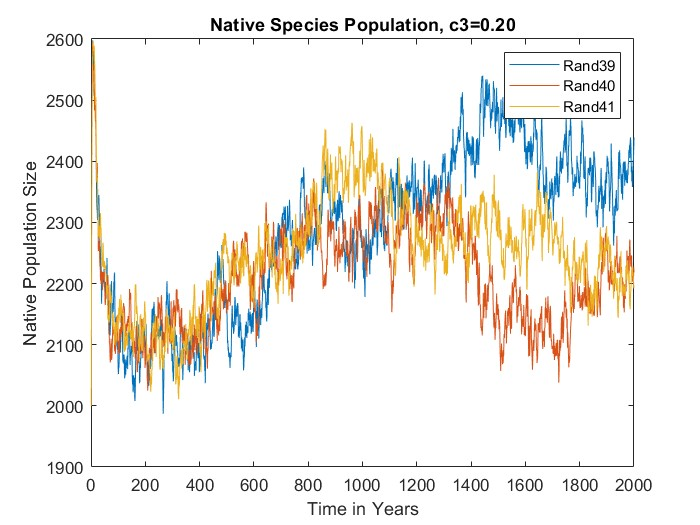 Native Species Population, c3=0.20
2600
2500
2400
2300
2200
2100
2000
1900
Native Population Size
Rand39
Rand40
Rand41
0 200 400 600 800 1000 1200 1400 1600 1800 2000
Time in Years